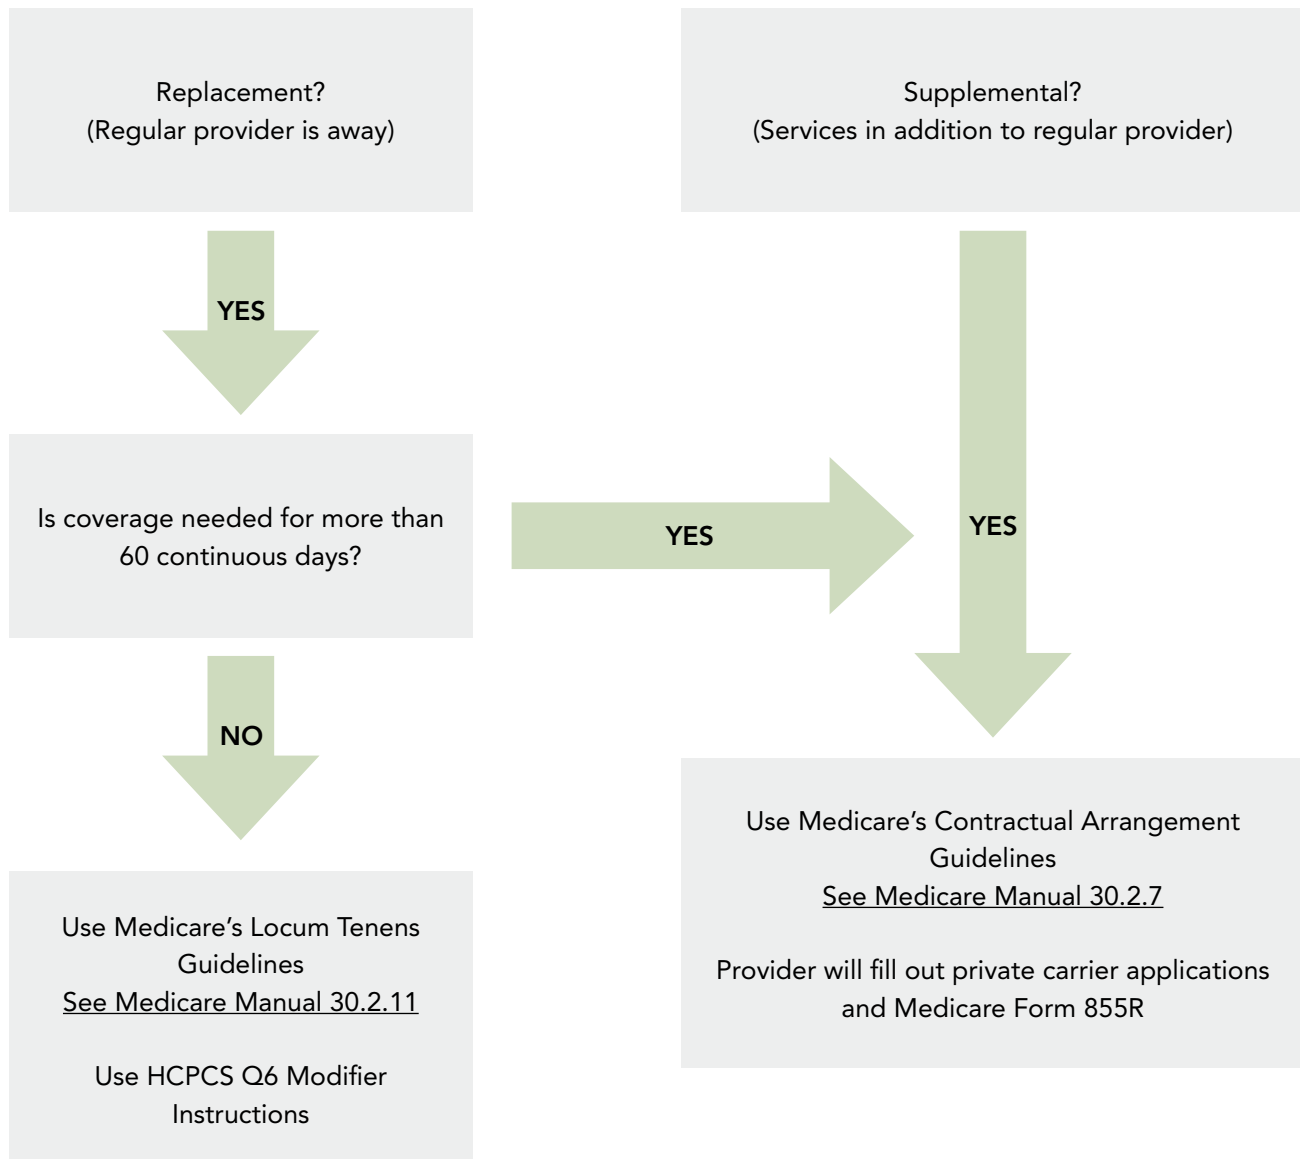 Replacement?
(Regular provider is away)
Supplemental?
(Services in addition to regular provider)
YES
Is coverage needed for more than
60 continuous days?
YES
YES
NO
Use Medicare’s Locum Tenens
Guidelines
See Medicare Manual 30.2.11
Use HCPCS Q6 Modifier
Instructions
Use Medicare’s Contractual Arrangement
Guidelines
See Medicare Manual 30.2.7
Provider will fill out private carrier applications
and Medicare Form 855R